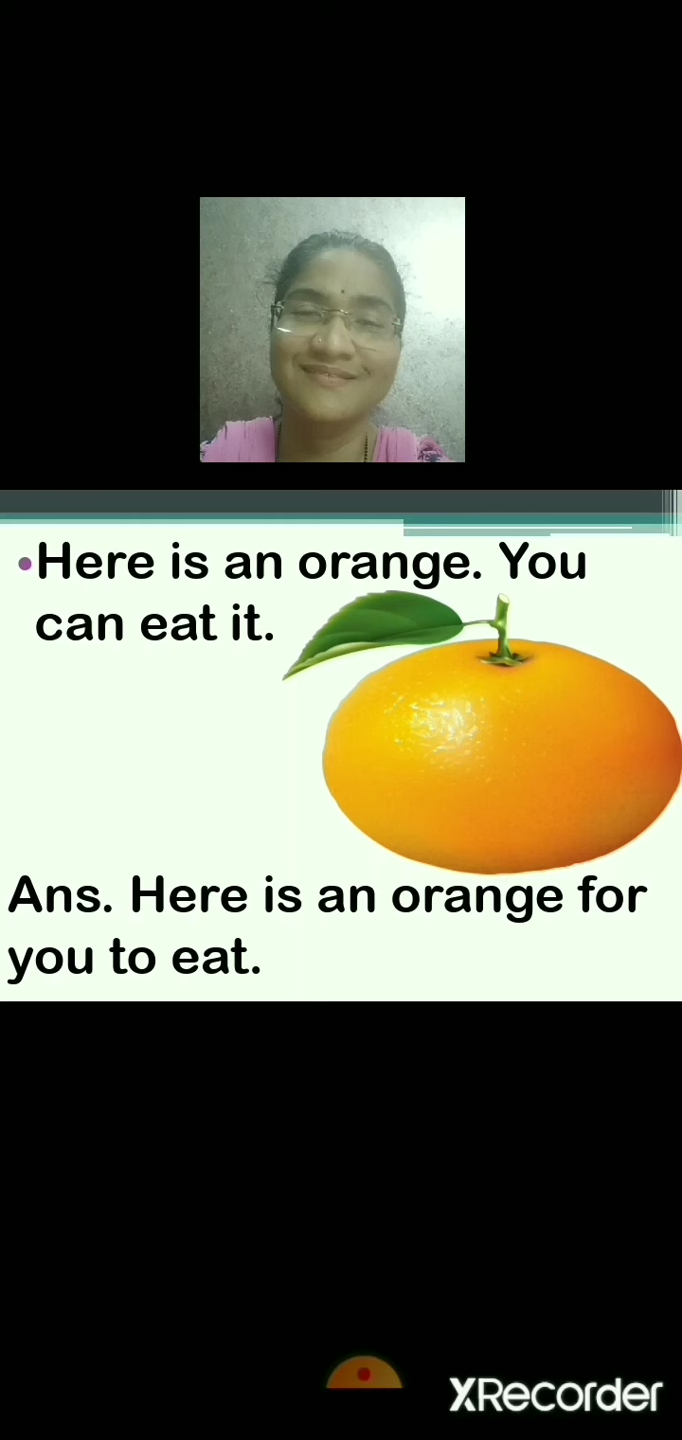 •Here is an orange. You
can eat it.
Ans. Here is an orange for
you to eat.
XRecorder